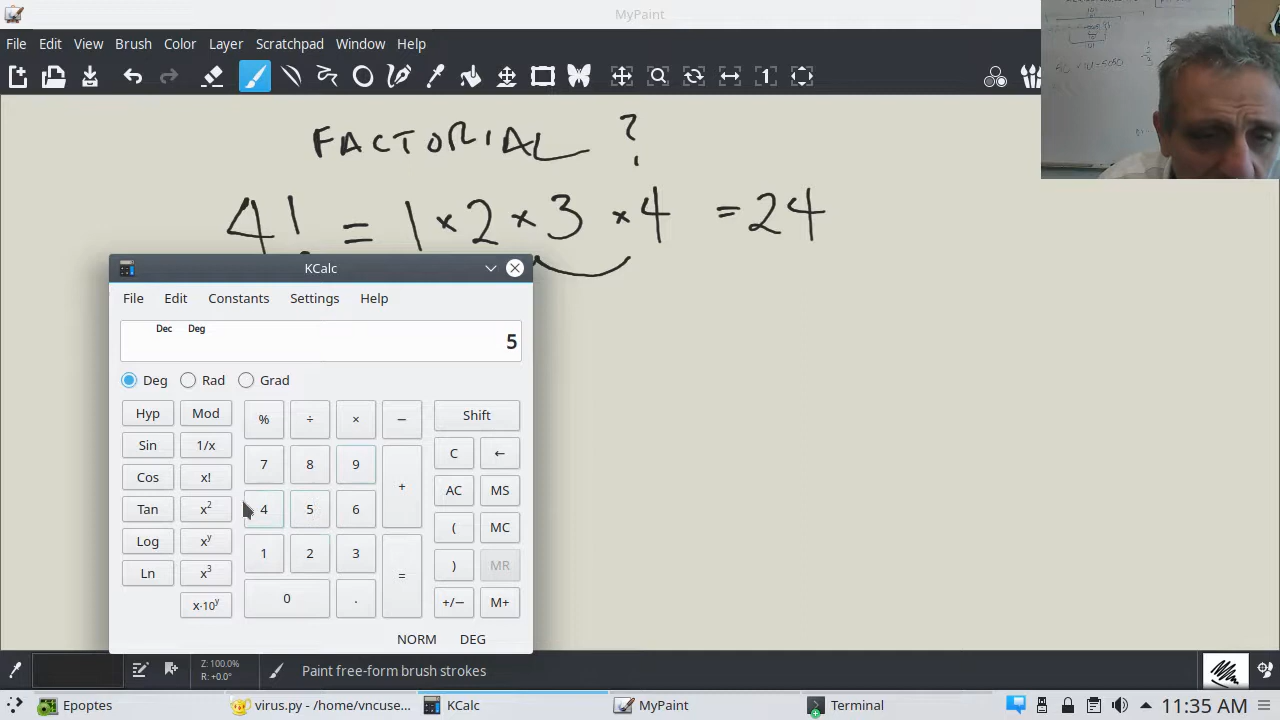 MyPaint
File Edit View Brush Color Layer Scratchpad Window Help
FACTORIAL ?
4! = 1 × 2 × 3 × 4 = 24
KCalc
File Edit Constants Settings Help
Dec Deg
5
Deg Rad Grad
Hyp Mod % ÷ × − Shift
Sin 1/x 7 8 9 + C ←
Cos x! AC MS
Tan x² 4 5 6 ( MC
Log xʸ 1 2 3 = ) MR
Ln x³ 0 . +/− M+
x·10ʸ
NORM DEG
Z: 100.0%
R: +0.0°
Paint free-form brush strokes
Epoptes virus.py - /home/vncuse... KCalc MyPaint Terminal 11:35 AM